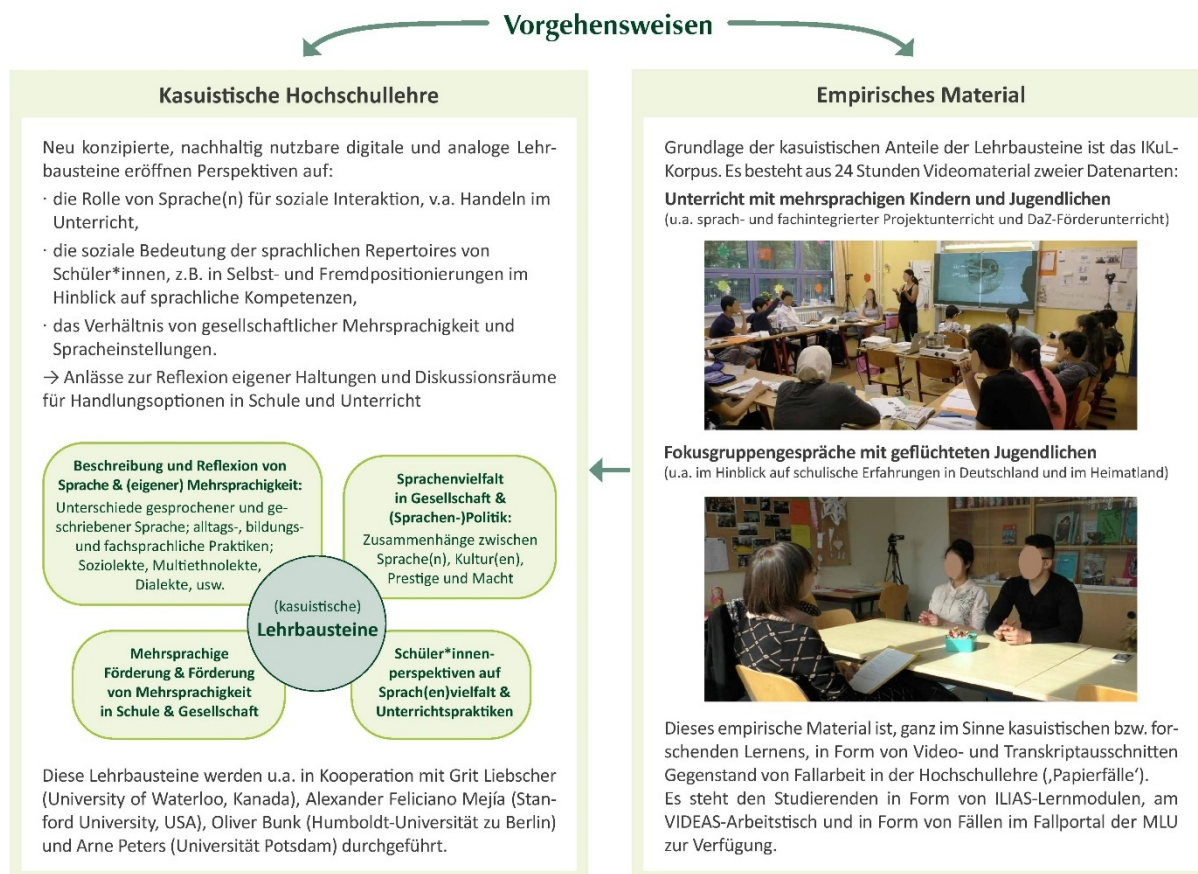 Vorgehensweisen
Kasuistische Hochschullehre
Neu konzipierte, nachhaltig nutzbare digitale und analoge Lehr-
bausteine eröffnen Perspektiven auf:
· die Rolle von Sprache(n) für soziale Interaktion, v.a. Handeln im
Unterricht,
· die soziale Bedeutung der sprachlichen Repertoires von
Schüler*innen, z.B. in Selbst- und Fremdpositionierungen im
Hinblick auf sprachliche Kompetenzen,
· das Verhältnis von gesellschaftlicher Mehrsprachigkeit und
Spracheinstellungen.
→ Anlässe zur Reflexion eigener Haltungen und Diskussionsräume
für Handlungsoptionen in Schule und Unterricht
Beschreibung und Reflexion von
Sprache & (eigener) Mehrsprachigkeit:
Unterschiede gesprochener und ge-
schriebener Sprache; alltags-, bildungs-
und fachsprachliche Praktiken;
Soziolekte, Multiethnolekte,
Dialekte, usw.
Sprachenvielfalt
in Gesellschaft &
(Sprachen-)Politik:
Zusammenhänge zwischen
Sprache(n), Kultur(en),
Prestige und Macht
(kasuistische)
Lehrbausteine
Mehrsprachige
Förderung & Förderung
von Mehrsprachigkeit
in Schule & Gesellschaft
Schüler*innen-
perspektiven auf
Sprach(en)vielfalt &
Unterrichtspraktiken
Diese Lehrbausteine werden u.a. in Kooperation mit Grit Liebscher
(University of Waterloo, Kanada), Alexander Feliciano Mejía (Stan-
ford University, USA), Oliver Bunk (Humboldt-Universität zu Berlin)
und Arne Peters (Universität Potsdam) durchgeführt.
Empirisches Material
Grundlage der kasuistischen Anteile der Lehrbausteine ist das IKuL-
Korpus. Es besteht aus 24 Stunden Videomaterial zweier Datenarten:
Unterricht mit mehrsprachigen Kindern und Jugendlichen
(u.a. sprach- und fachintegrierter Projektunterricht und DaZ-Förderunterricht)
Fokusgruppengespräche mit geflüchteten Jugendlichen
(u.a. im Hinblick auf schulische Erfahrungen in Deutschland und im Heimatland)
Dieses empirische Material ist, ganz im Sinne kasuistischen bzw. for-
schenden Lernens, in Form von Video- und Transkriptausschnitten
Gegenstand von Fallarbeit in der Hochschullehre (‚Papierfälle‘).
Es steht den Studierenden in Form von ILIAS-Lernmodulen, am
VIDEAS-Arbeitstisch und in Form von Fällen im Fallportal der MLU
zur Verfügung.